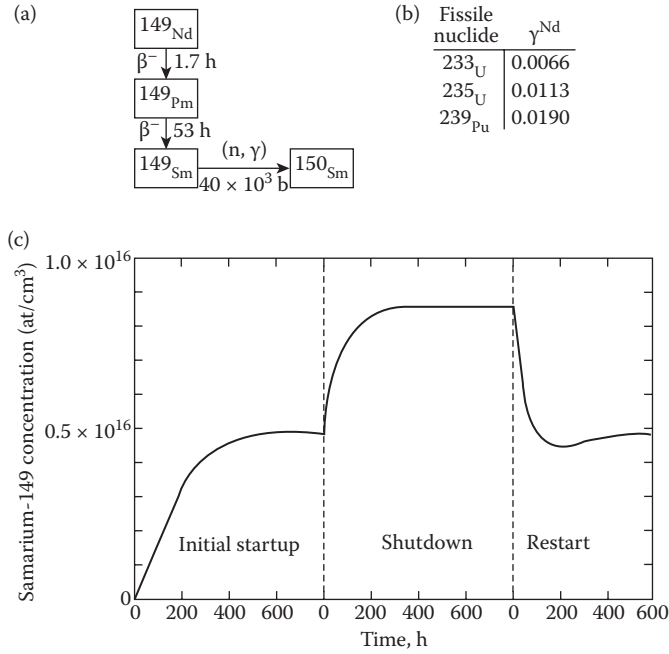 (a)
149Nd
β− 1.7 h
149Pm
β− 53 h
149Sm
(n, γ)
40 × 10³ b
150Sm
(b)
Fissile nuclide γNd
233U 0.0066
235U 0.0113
239Pu 0.0190
(c)
Samarium-149 concentration (at/cm³)
1.0 × 10¹⁶
0.5 × 10¹⁶
0
Initial startup Shutdown Restart
0 200 400 600 0 200 400 600 0 200 400 600
Time, h